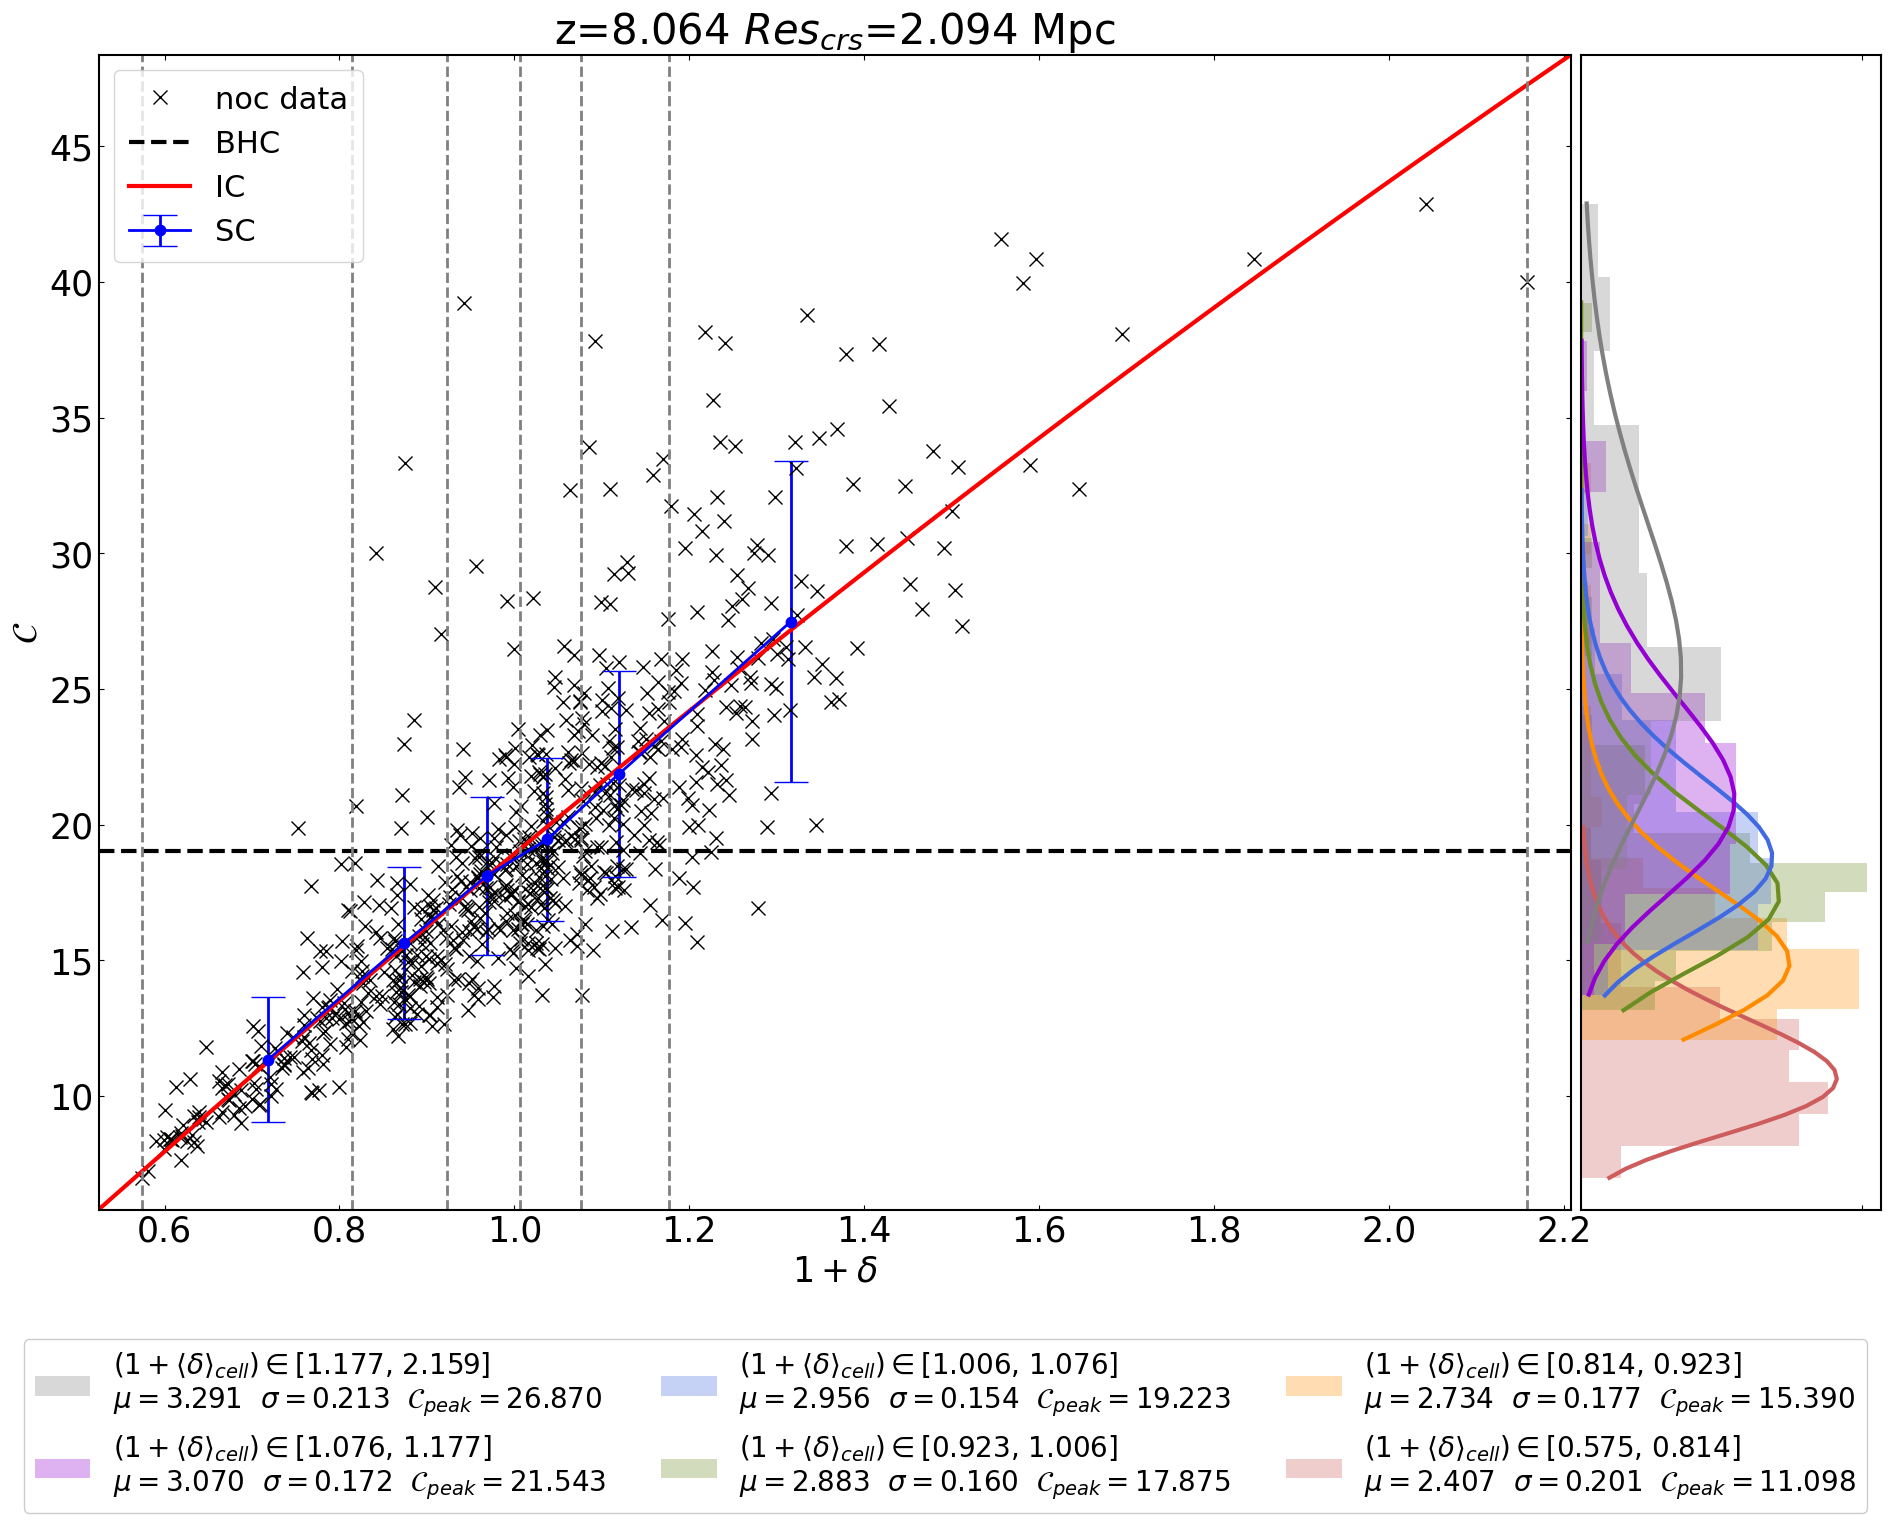 z=8.064 Res_crs=2.094 Mpc
noc data
BHC
IC
SC
45
40
35
30
25
20
15
10
𝒞
0.6 0.8 1.0 1.2 1.4 1.6 1.8 2.0 2.2
1 + δ
(1 + ⟨δ⟩_cell) ∈ [1.177, 2.159]
μ = 3.291 σ = 0.213 𝒞_peak = 26.870
(1 + ⟨δ⟩_cell) ∈ [1.076, 1.177]
μ = 3.070 σ = 0.172 𝒞_peak = 21.543
(1 + ⟨δ⟩_cell) ∈ [1.006, 1.076]
μ = 2.956 σ = 0.154 𝒞_peak = 19.223
(1 + ⟨δ⟩_cell) ∈ [0.923, 1.006]
μ = 2.883 σ = 0.160 𝒞_peak = 17.875
(1 + ⟨δ⟩_cell) ∈ [0.814, 0.923]
μ = 2.734 σ = 0.177 𝒞_peak = 15.390
(1 + ⟨δ⟩_cell) ∈ [0.575, 0.814]
μ = 2.407 σ = 0.201 𝒞_peak = 11.098